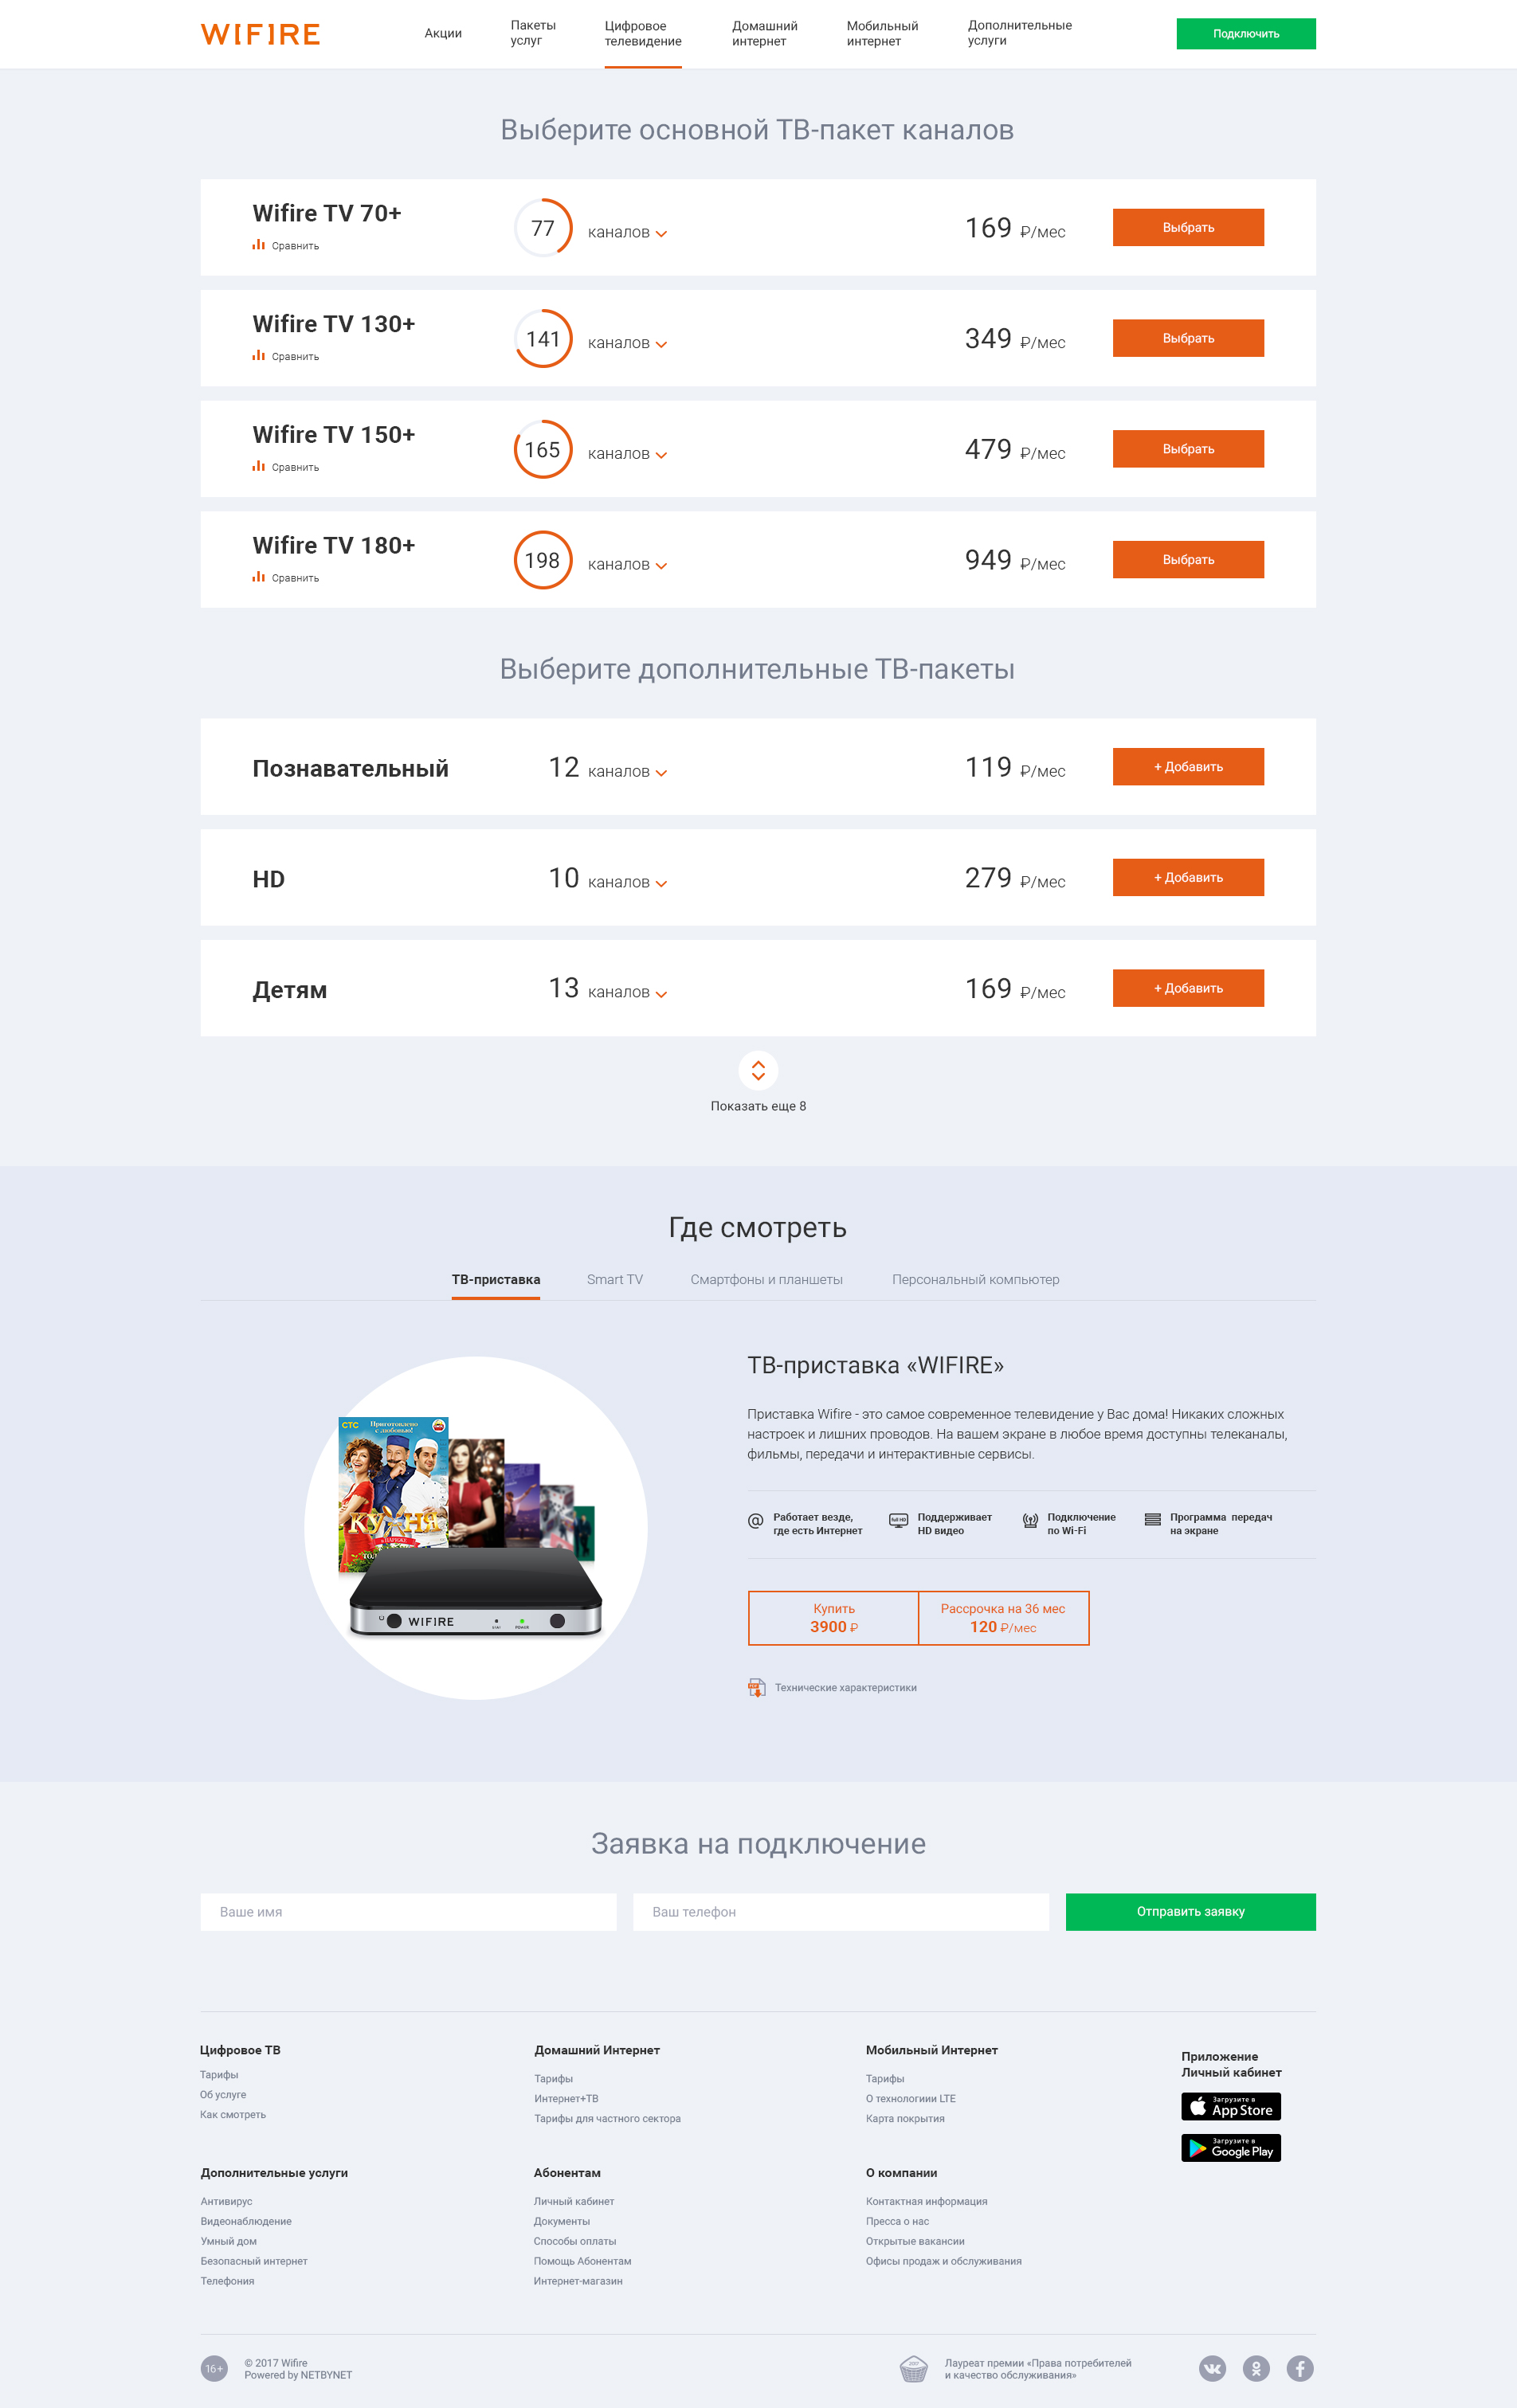 WIFIRE
Акции
Пакеты
услуг
Цифровое
телевидение
Домашний
интернет
Мобильный
интернет
Дополнительные
услуги
Подключить
Выберите основной ТВ-пакет каналов
Wifire TV 70+
Сравнить
77 каналов
169 ₽/мес
Выбрать
Wifire TV 130+
Сравнить
141 каналов
349 ₽/мес
Выбрать
Wifire TV 150+
Сравнить
165 каналов
479 ₽/мес
Выбрать
Wifire TV 180+
Сравнить
198 каналов
949 ₽/мес
Выбрать
Выберите дополнительные ТВ-пакеты
Познавательный
12 каналов
119 ₽/мес
+ Добавить
HD
10 каналов
279 ₽/мес
+ Добавить
Детям
13 каналов
169 ₽/мес
+ Добавить
Показать еще 8
Где смотреть
ТВ-приставка
Smart TV
Смартфоны и планшеты
Персональный компьютер
СТС
Приготовлено
с любовью!
КУХНЯ
В ПАРИЖЕ
WIFIRE
ТВ-приставка «WIFIRE»
Приставка Wifire - это самое современное телевидение у Вас дома! Никаких сложных
настроек и лишних проводов. На вашем экране в любое время доступны телеканалы,
фильмы, передачи и интерактивные сервисы.
Работает везде,
где есть Интернет
Поддерживает
HD видео
Подключение
по Wi-Fi
Программа передач
на экране
Купить
3900 ₽
Рассрочка на 36 мес
120 ₽/мес
Технические характеристики
Заявка на подключение
Ваше имя
Ваш телефон
Отправить заявку
Цифровое ТВ
Тарифы
Об услуге
Как смотреть
Домашний Интернет
Тарифы
Интернет+ТВ
Тарифы для частного сектора
Мобильный Интернет
Тарифы
О технологиии LTE
Карта покрытия
Приложение
Личный кабинет
Загрузите в
App Store
Загрузите в
Google Play
Дополнительные услуги
Антивирус
Видеонаблюдение
Умный дом
Безопасный интернет
Телефония
Абонентам
Личный кабинет
Документы
Способы оплаты
Помощь Абонентам
Интернет-магазин
О компании
Контактная информация
Пресса о нас
Открытые вакансии
Офисы продаж и обслуживания
16+
© 2017 Wifire
Powered by NETBYNET
Лауреат премии «Права потребителей
и качество обслуживания»